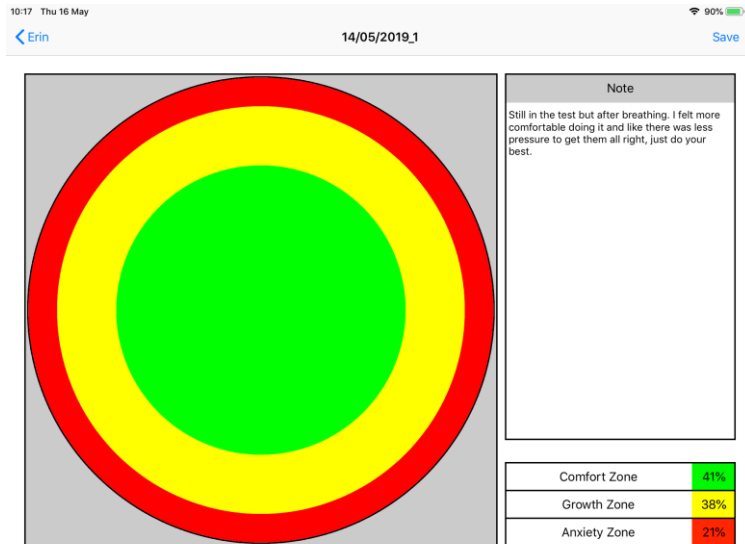 10:17 Thu 16 May
90%
Erin
14/05/2019_1
Save
Note
Still in the test but after breathing. I felt more
comfortable doing it and like there was less
pressure to get them all right, just do your
best.
Comfort Zone 41%
Growth Zone 38%
Anxiety Zone 21%